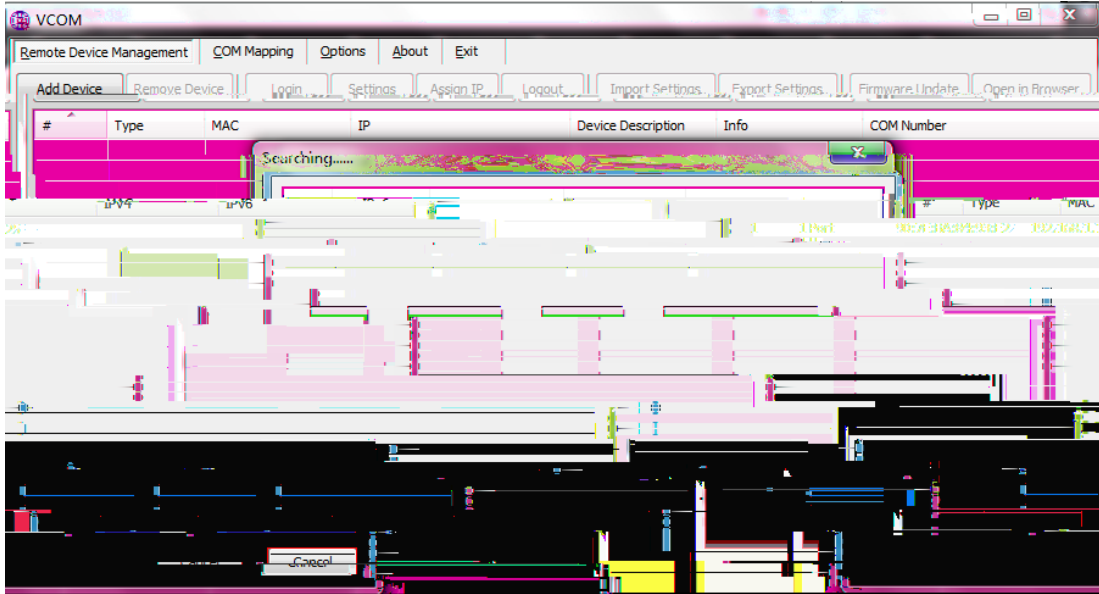 VCOM
Remote Device Management COM Mapping Options About Exit
Add Device Remove Device Login Settings Assign IP Logout Import Settings Export Settings Firmware Update Open in Browser
# Type MAC IP Device Description Info COM Number
Searching......
IPv4 IPv6 # Type MAC
1 Port
Cancel